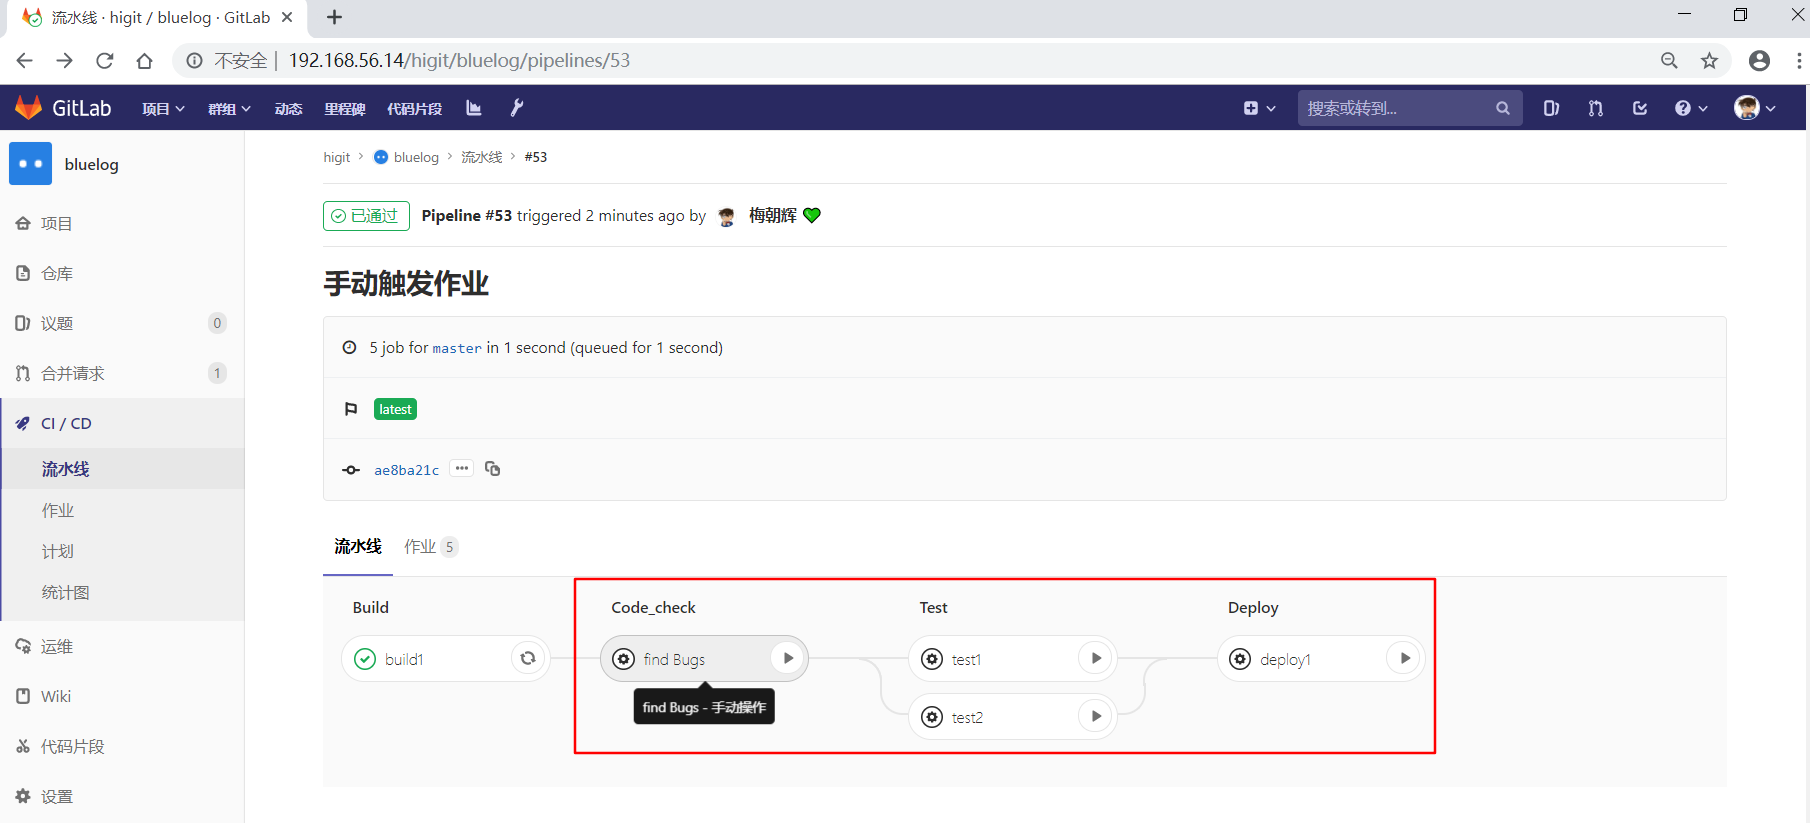 流水线 · higit / bluelog · GitLab
不安全 | 192.168.56.14/higit/bluelog/pipelines/53
GitLab 项目 群组 动态 里程碑 代码片段 搜索或转到...
bluelog
项目
仓库
议题 0
合并请求 1
CI / CD
流水线
作业
计划
统计图
运维
Wiki
代码片段
设置
higit > bluelog > 流水线 > #53
已通过 Pipeline #53 triggered 2 minutes ago by 梅朝辉
手动触发作业
5 job for master in 1 second (queued for 1 second)
latest
ae8ba21c ...
流水线 作业 5
Build Code_check Test Deploy
build1 find Bugs test1 deploy1
find Bugs - 手动操作
test2